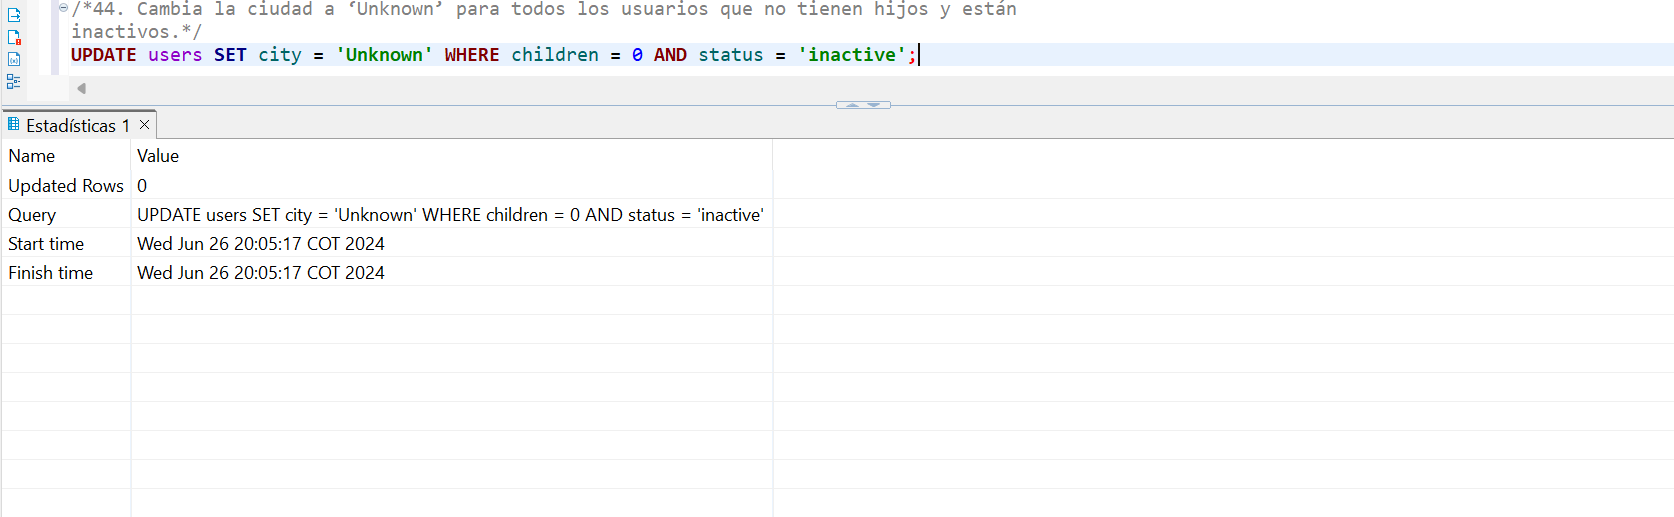 /*44. Cambia la ciudad a ‘Unknown’ para todos los usuarios que no tienen hijos y están
inactivos.*/
UPDATE users SET city = 'Unknown' WHERE children = 0 AND status = 'inactive';
Estadísticas 1
Name Value
Updated Rows 0
Query UPDATE users SET city = 'Unknown' WHERE children = 0 AND status = 'inactive'
Start time Wed Jun 26 20:05:17 COT 2024
Finish time Wed Jun 26 20:05:17 COT 2024